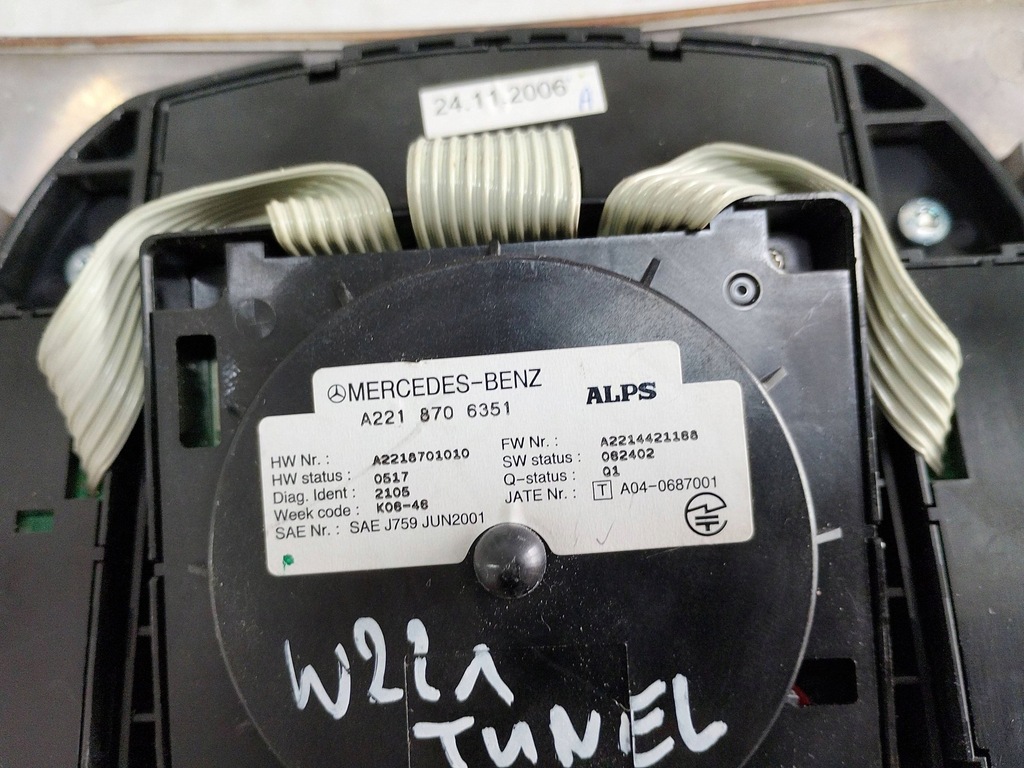 24.11.2006 A
MERCEDES-BENZ
A221 870 6351
ALPS
HW Nr.: A2218701010
HW status: 0517
Diag. Ident: 2105
Week code: K06-46
SAE Nr.: SAE J759 JUN2001
FW Nr.: A2214421188
SW status: 062402
Q-status: Q1
JATE Nr.: T A04-0687001
W221
TUNEL